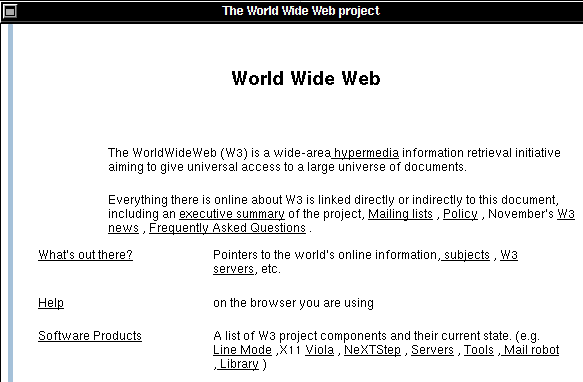 The World Wide Web project
World Wide Web
The WorldWideWeb (W3) is a wide-area hypermedia information retrieval initiative
aiming to give universal access to a large universe of documents.
Everything there is online about W3 is linked directly or indirectly to this document,
including an executive summary of the project, Mailing lists , Policy , November's W3
news , Frequently Asked Questions .
What's out there? Pointers to the world's online information, subjects , W3
servers, etc.
Help on the browser you are using
Software Products A list of W3 project components and their current state. (e.g.
Line Mode ,X11 Viola , NeXTStep , Servers , Tools , Mail robot
, Library )